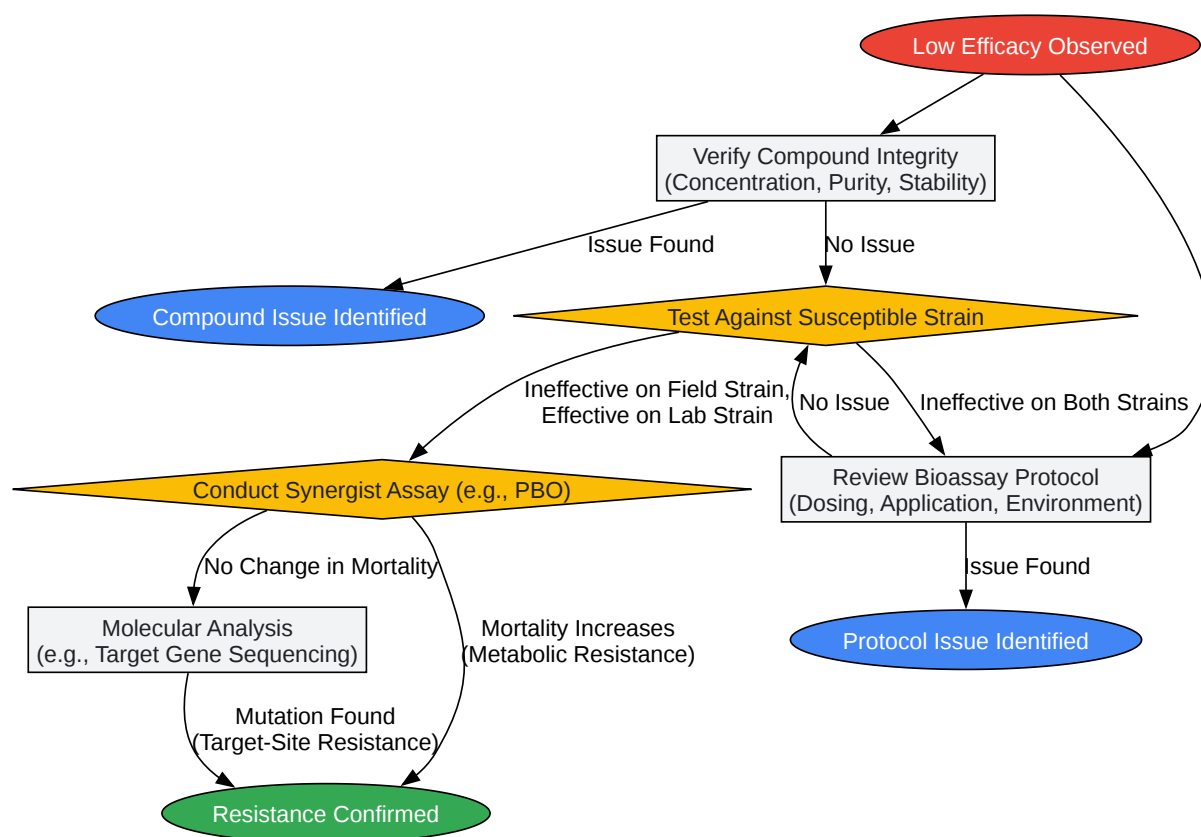 Low Efficacy Observed
Verify Compound Integrity
(Concentration, Purity, Stability)
Issue Found
No Issue
Compound Issue Identified
Test Against Susceptible Strain
Ineffective on Field Strain,
Effective on Lab Strain
No Issue
Ineffective on Both Strains
Conduct Synergist Assay (e.g., PBO)
Review Bioassay Protocol
(Dosing, Application, Environment)
No Change in Mortality
Issue Found
Molecular Analysis
(e.g., Target Gene Sequencing)
Mortality Increases
(Metabolic Resistance)
Protocol Issue Identified
Mutation Found
(Target-Site Resistance)
Resistance Confirmed